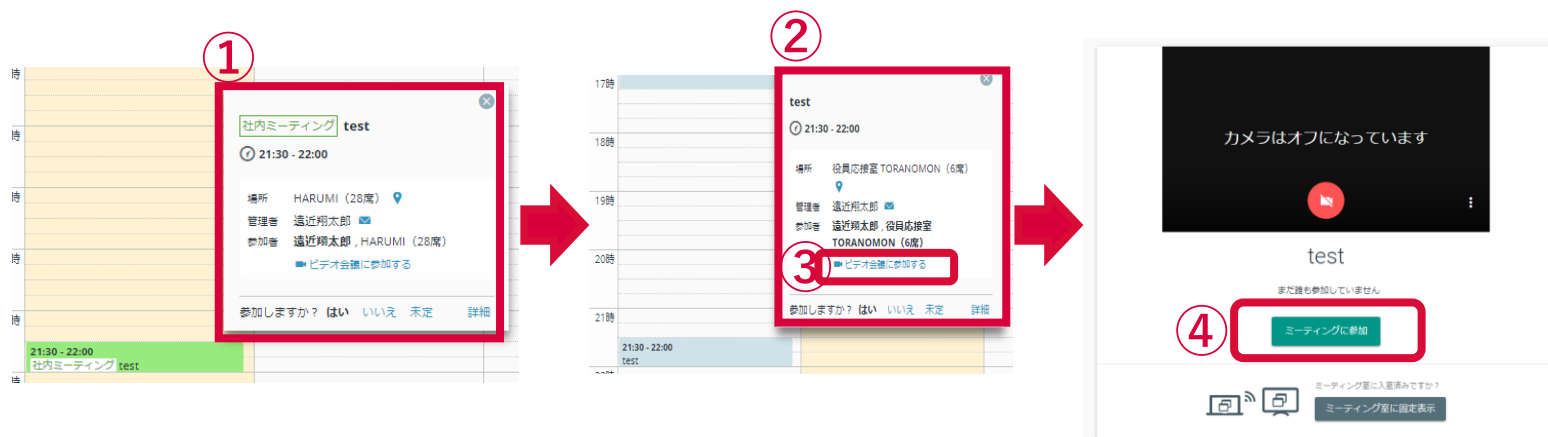 ①
時
時
時
時
時
時
社内ミーティング test
21:30 - 22:00
場所 HARUMI（28席）
管理者 遠近翔太郎
参加者 遠近翔太郎 , HARUMI（28席）
ビデオ会議に参加する
参加しますか？ はい いいえ 未定 詳細
21:30 - 22:00
社内ミーティング test
②
17時
18時
19時
20時
21時
test
21:30 - 22:00
場所 役員応接室 TORANOMON（6席）
管理者 遠近翔太郎
参加者 遠近翔太郎 , 役員応接室
TORANOMON（6席）
③
ビデオ会議に参加する
参加しますか？ はい いいえ 未定 詳細
21:30 - 22:00
test
カメラはオフになっています
test
まだ誰も参加していません
④
ミーティングに参加
ミーティング室に入室済みですか？
ミーティング室に固定表示